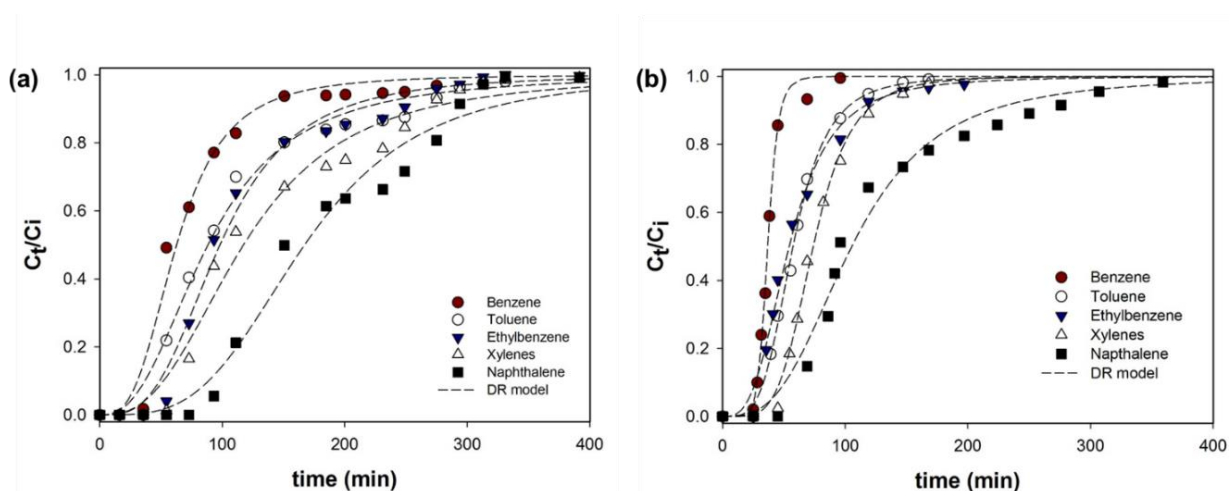 (a)
1.0
0.8
0.6
0.4
0.2
0.0
Ct/Ci
0 100 200 300 400
time (min)
Benzene
Toluene
Ethylbenzene
Xylenes
Naphthalene
DR model
(b)
1.0
0.8
0.6
0.4
0.2
0.0
Ct/Ci
0 100 200 300 400
time (min)
Benzene
Toluene
Ethylbenzene
Xylenes
Napthalene
DR model